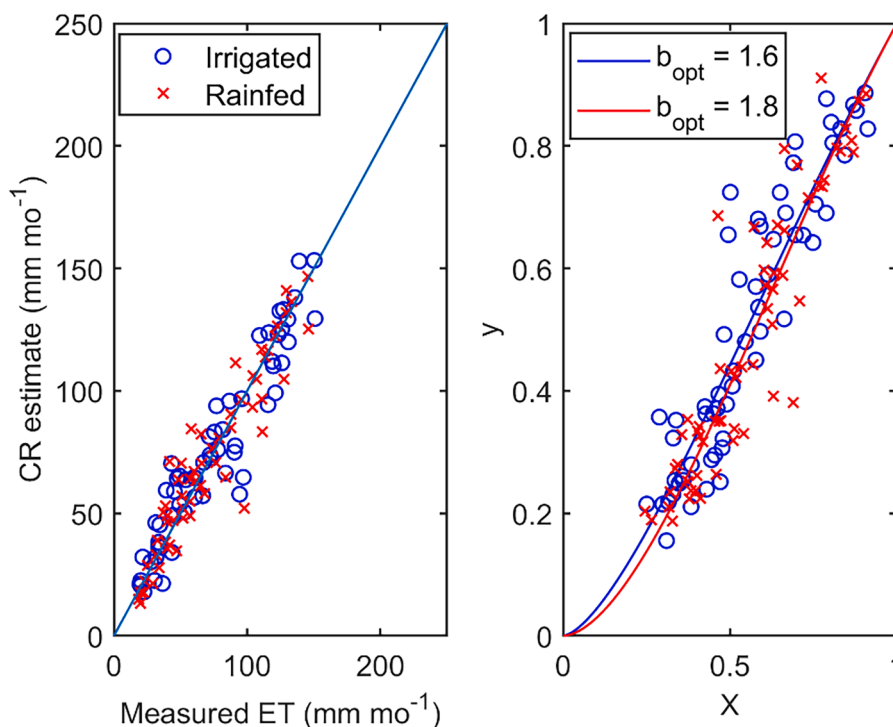 250
200
150
100
50
0
0
100
200
CR estimate (mm mo⁻¹)
Measured ET (mm mo⁻¹)
Irrigated
Rainfed
1
0.8
0.6
0.4
0.2
0
0
0.5
1
y
X
b_opt = 1.6
b_opt = 1.8